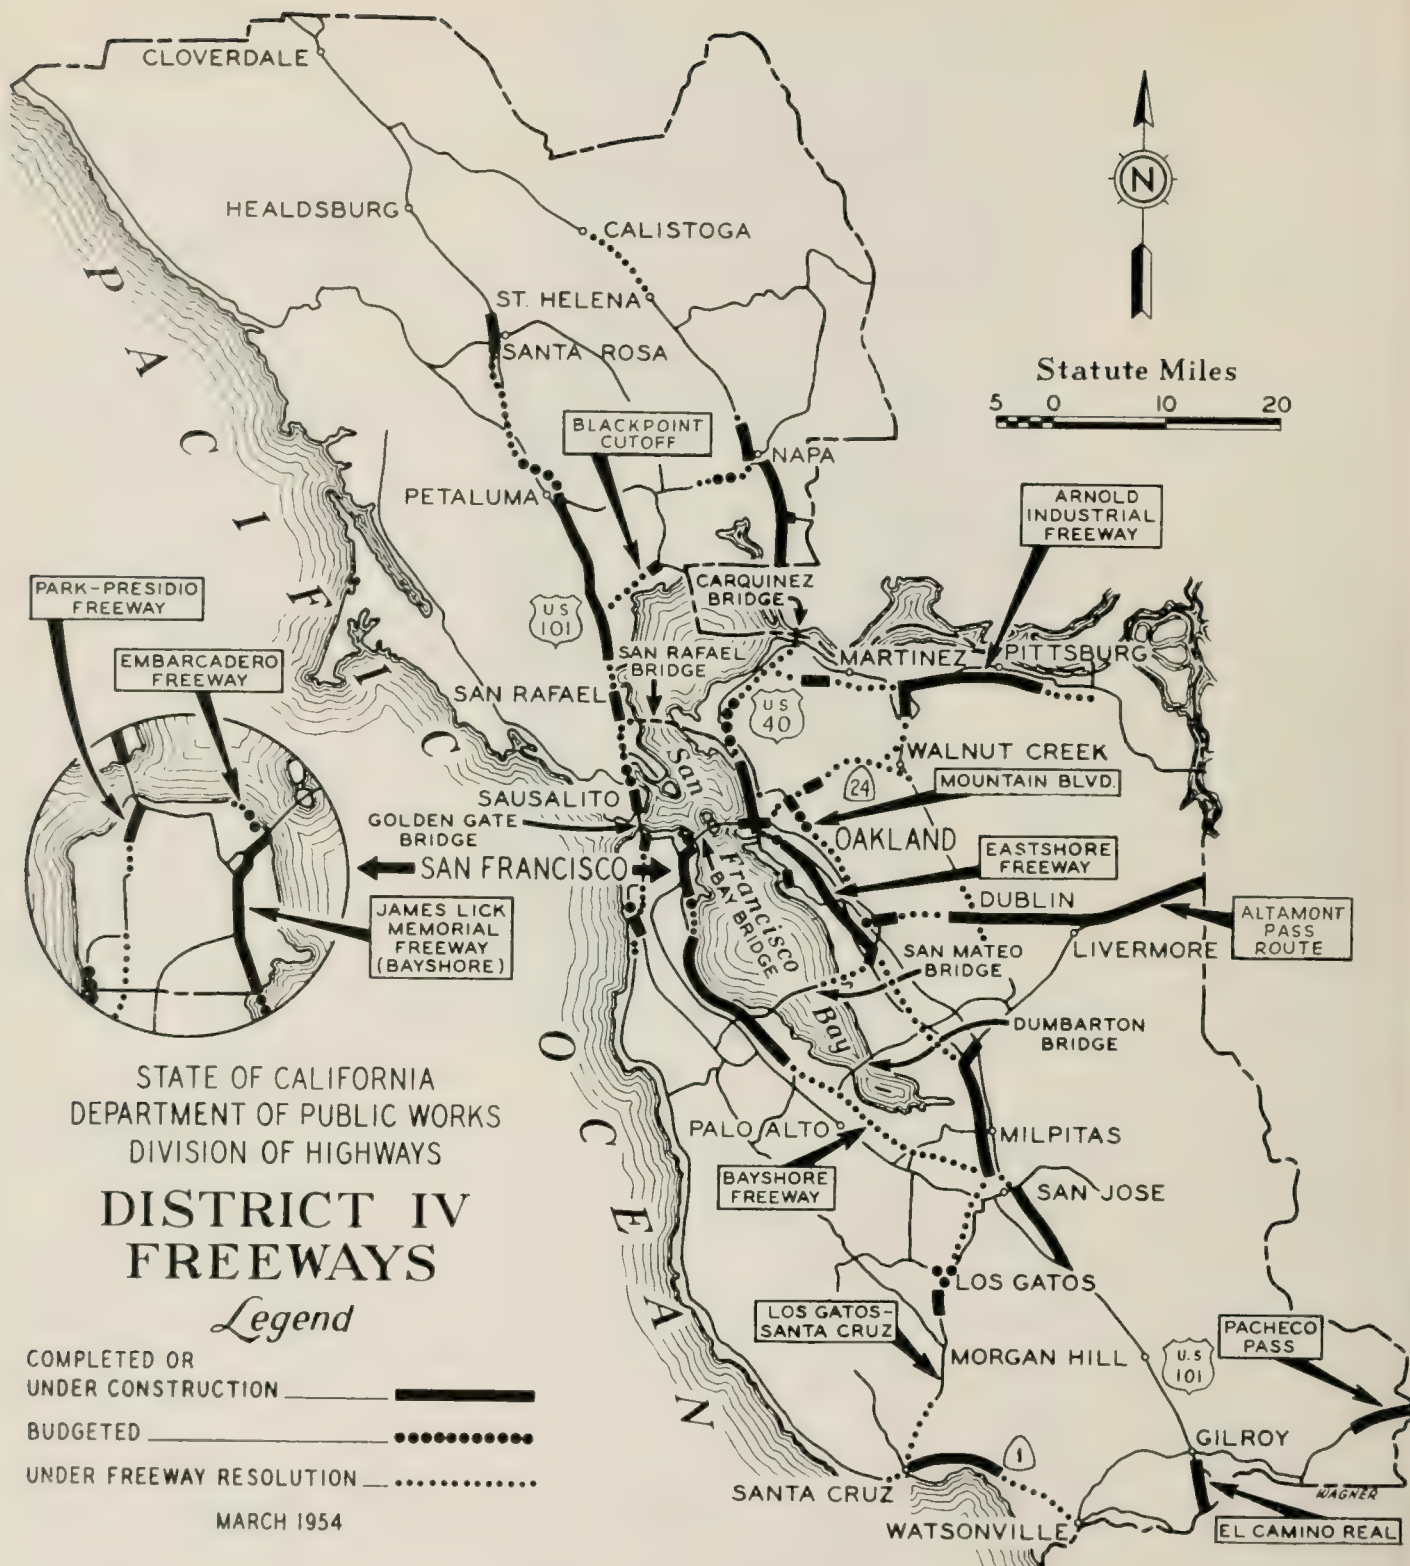 CLOVERDALE
HEALDSBURG
CALISTOGA
ST. HELENA
SANTA ROSA
BLACKPOINT
CUTOFF
NAPA
PETALUMA
N
Statute Miles
5 0 10 20
ARNOLD
INDUSTRIAL
FREEWAY
PARK-PRESIDIO
FREEWAY
EMBARCADERO
FREEWAY
US
101
CARQUINEZ
BRIDGE
SAN RAFAEL
BRIDGE
MARTINEZ
PITTSBURG
SAN RAFAEL
US
40
WALNUT CREEK
24
MOUNTAIN BLVD.
SAUSALITO
GOLDEN GATE
BRIDGE
OAKLAND
SAN FRANCISCO
EASTSHORE
FREEWAY
DUBLIN
JAMES LICK
MEMORIAL
FREEWAY
(BAYSHORE)
BAY BRIDGE
San Francisco Bay
ALTAMONT
PASS
ROUTE
LIVERMORE
SAN MATEO
BRIDGE
DUMBARTON
BRIDGE
PACIFIC OCEAN
PALO ALTO
MILPITAS
BAYSHORE
FREEWAY
SAN JOSE
LOS GATOS
LOS GATOS-
SANTA CRUZ
MORGAN HILL
U.S
101
PACHECO
PASS
GILROY
1
SANTA CRUZ
WATSONVILLE
WAGNER
EL CAMINO REAL
STATE OF CALIFORNIA
DEPARTMENT OF PUBLIC WORKS
DIVISION OF HIGHWAYS
DISTRICT IV
FREEWAYS
Legend
COMPLETED OR
UNDER CONSTRUCTION
BUDGETED
UNDER FREEWAY RESOLUTION
MARCH 1954